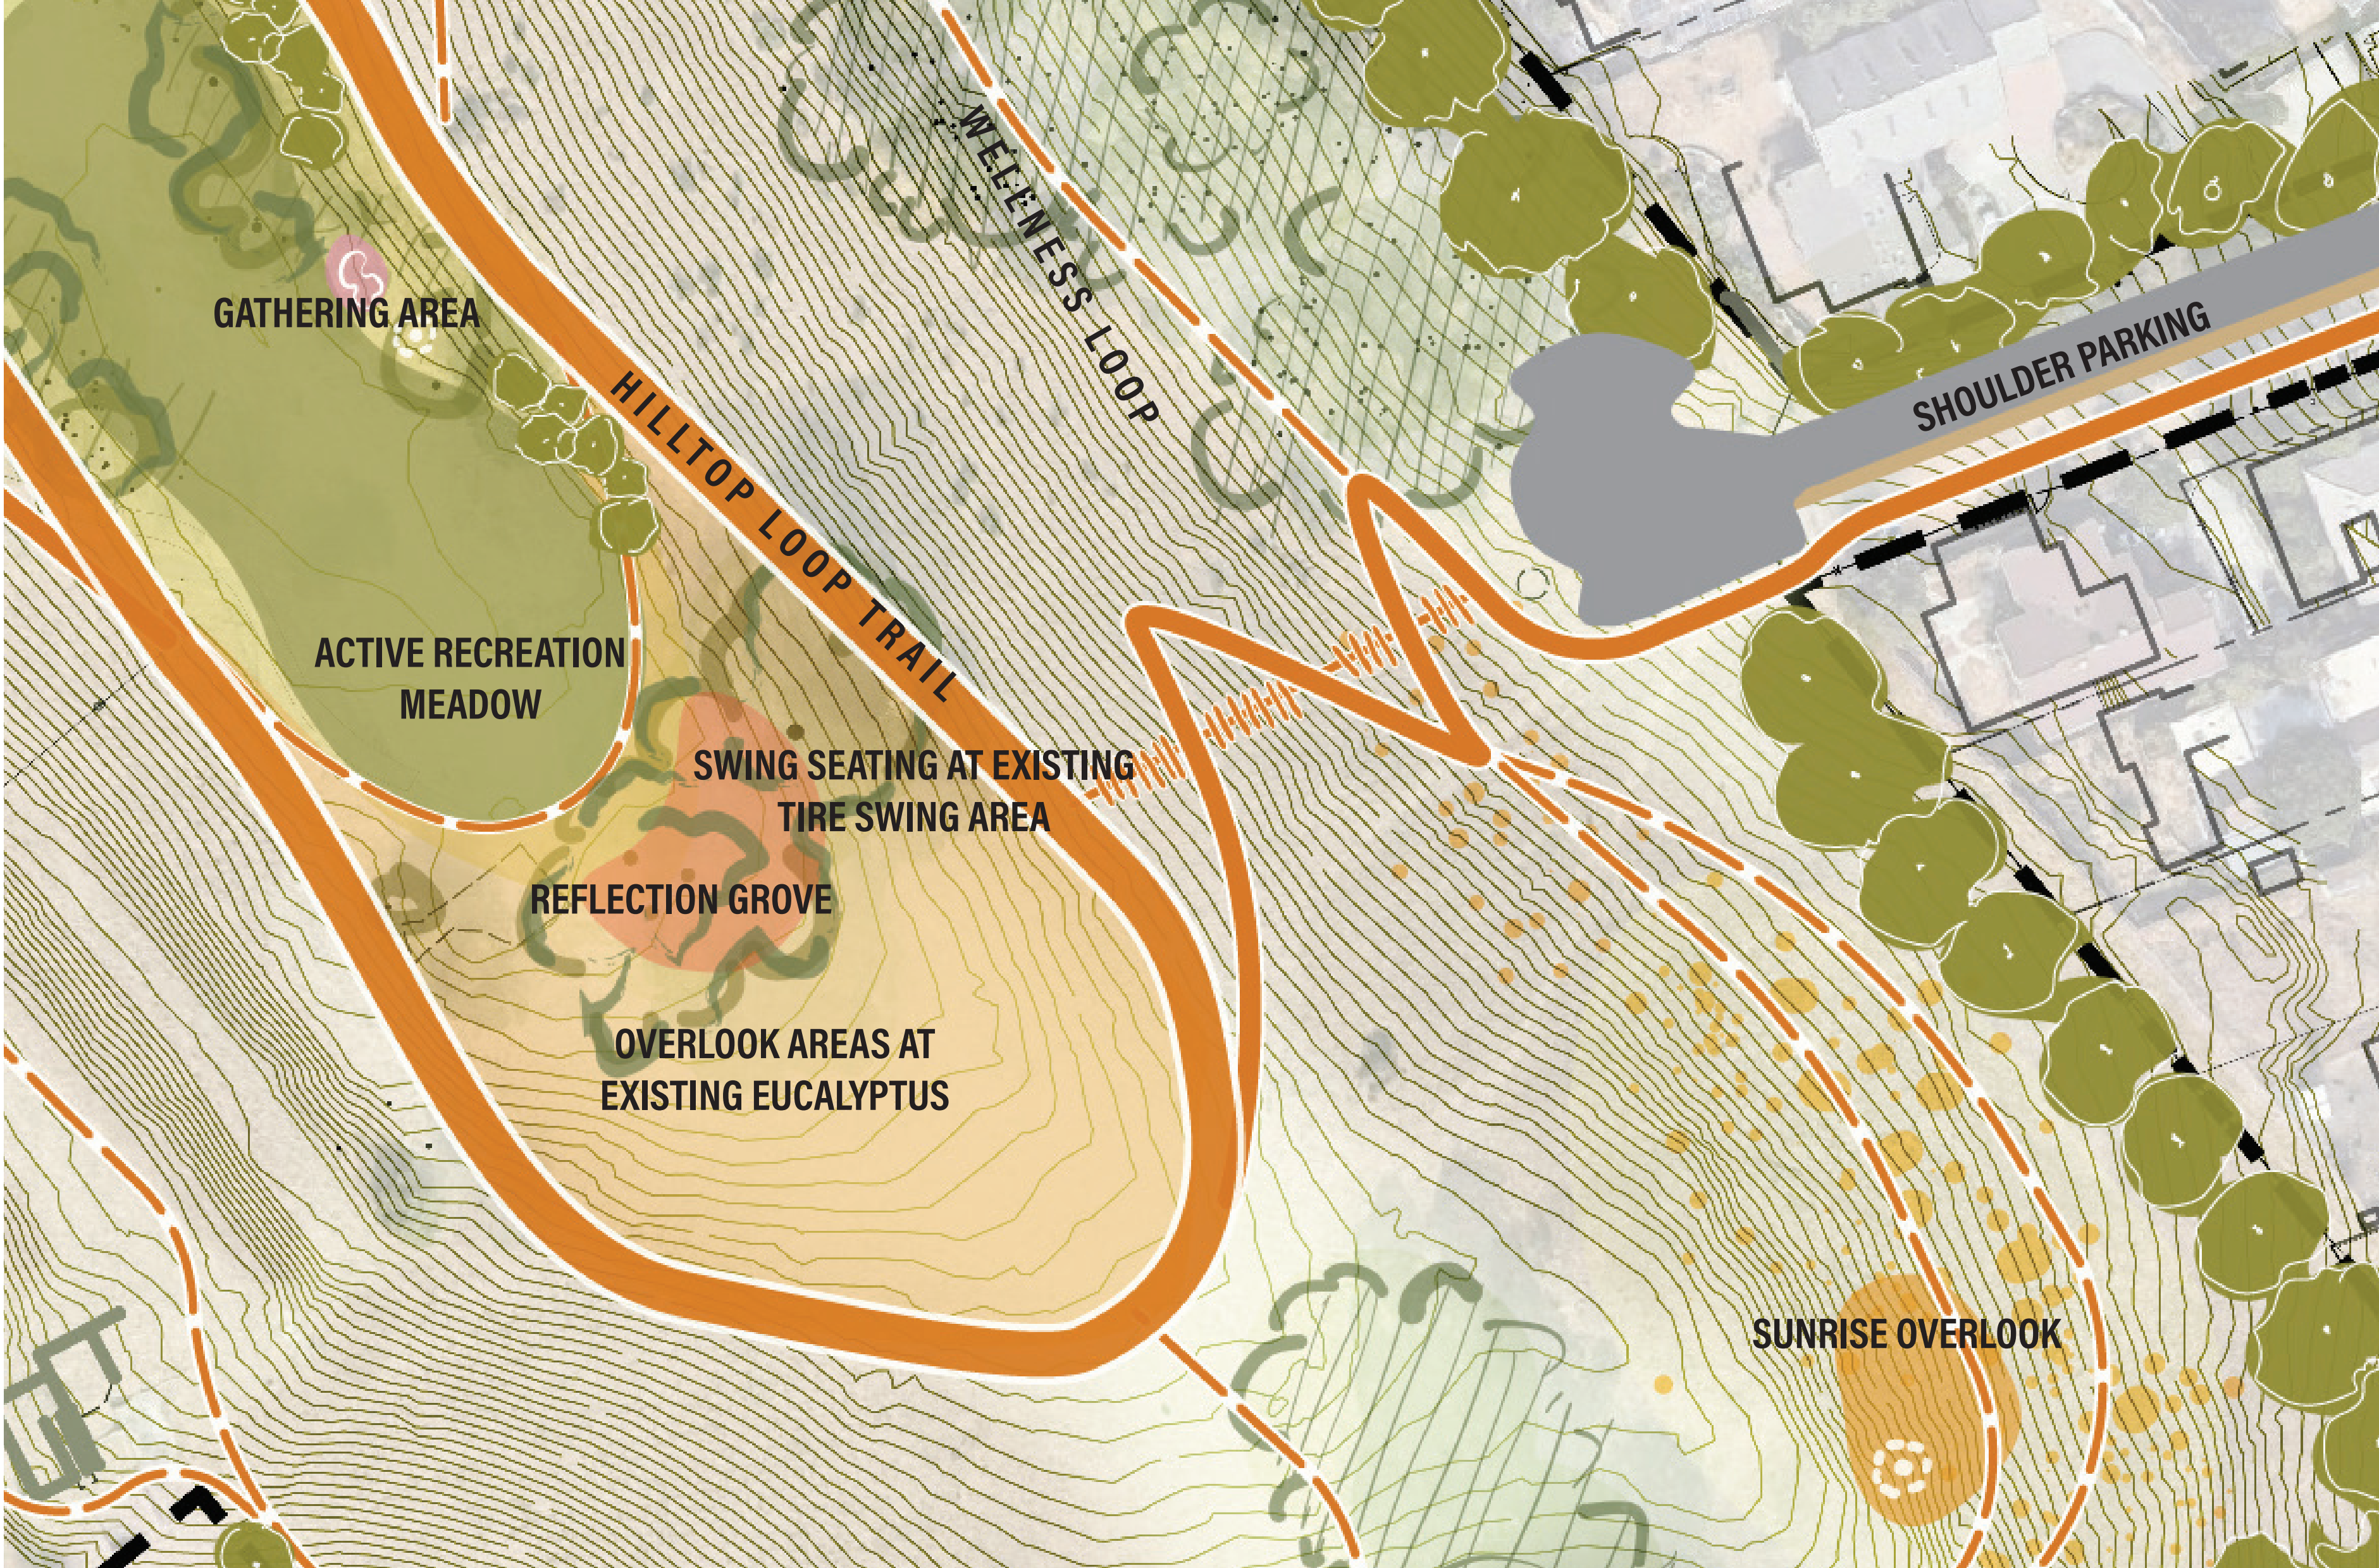 WELLNESS LOOP
GATHERING AREA
SHOULDER PARKING
HILLTOP LOOP TRAIL
ACTIVE RECREATION
MEADOW
SWING SEATING AT EXISTING
TIRE SWING AREA
REFLECTION GROVE
OVERLOOK AREAS AT
EXISTING EUCALYPTUS
SUNRISE OVERLOOK